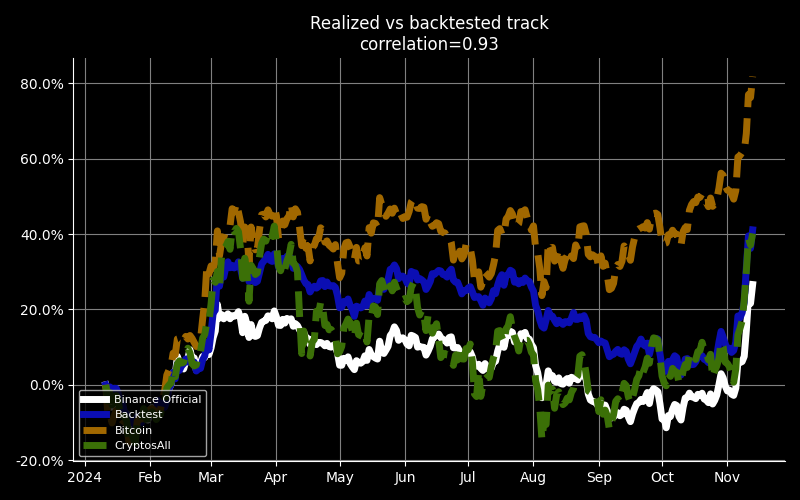 Realized vs backtested track
correlation=0.93
80.0%
60.0%
40.0%
20.0%
0.0%
-20.0%
Binance Official
Backtest
Bitcoin
CryptosAll
2024 Feb Mar Apr May Jun Jul Aug Sep Oct Nov